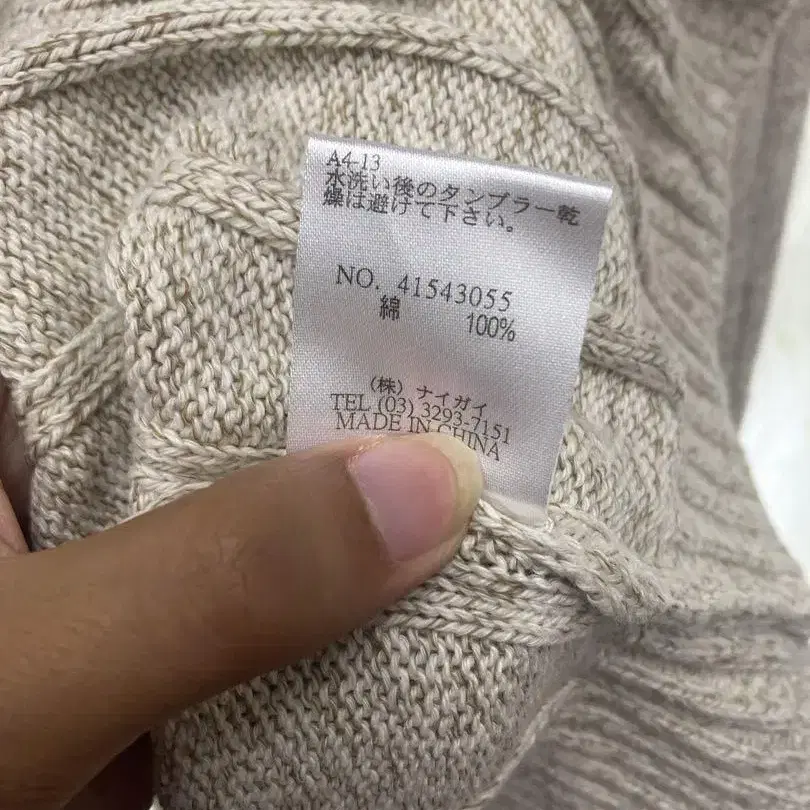 A4-13
水洗い後のタンブラー乾
燥は避けて下さい。
NO. 41543055
綿 100%
(株) ナイガイ
TEL (03) 3293-7151
MADE IN CHINA